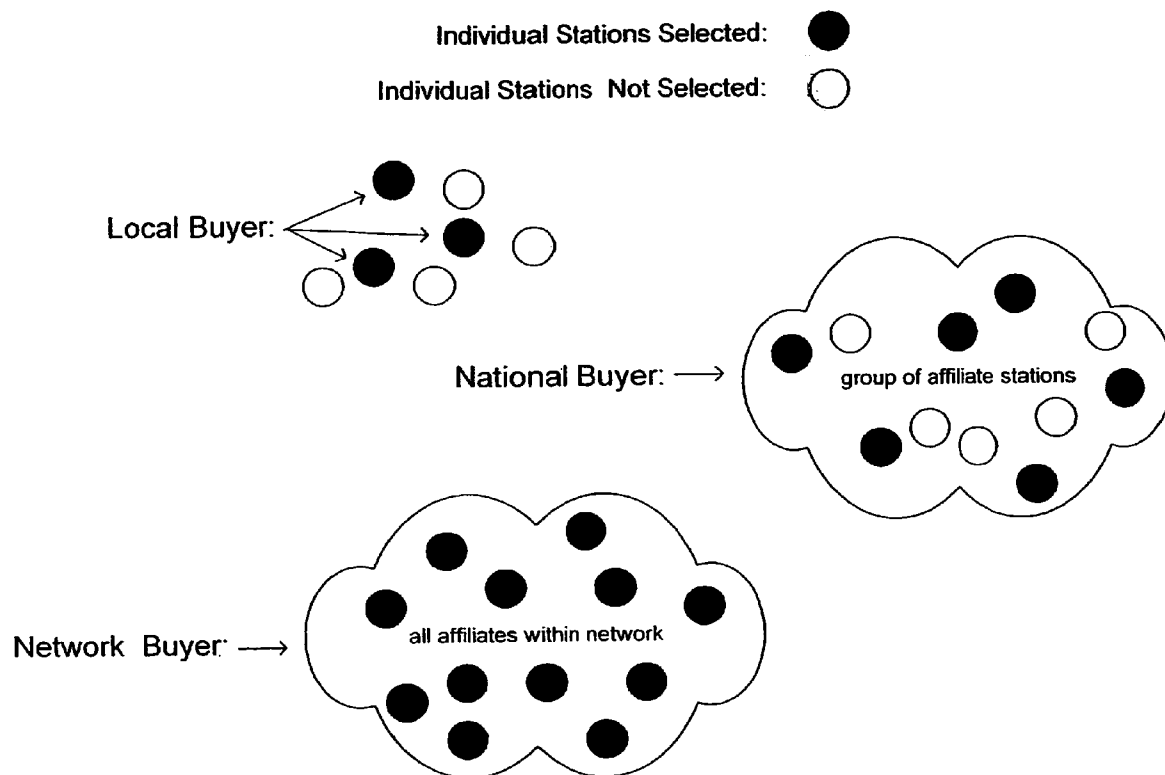 Individual Stations Selected:
Individual Stations Not Selected:
Local Buyer:
National Buyer:
group of affiliate stations
all affiliates within network
Network Buyer: